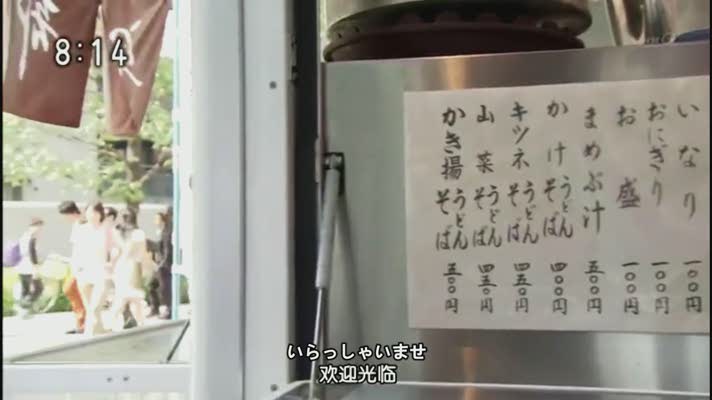 8:14
いなり 一〇〇円
おにぎり 一〇〇円
お盛 一〇〇円
まめぶ汁 五〇〇円
かけ うどん そば 四〇〇円
キツネ うどん そば 四五〇円
山菜 うどん そば 四五〇円
かき揚 うどん そば 五〇〇円
いらっしゃいませ
欢迎光临